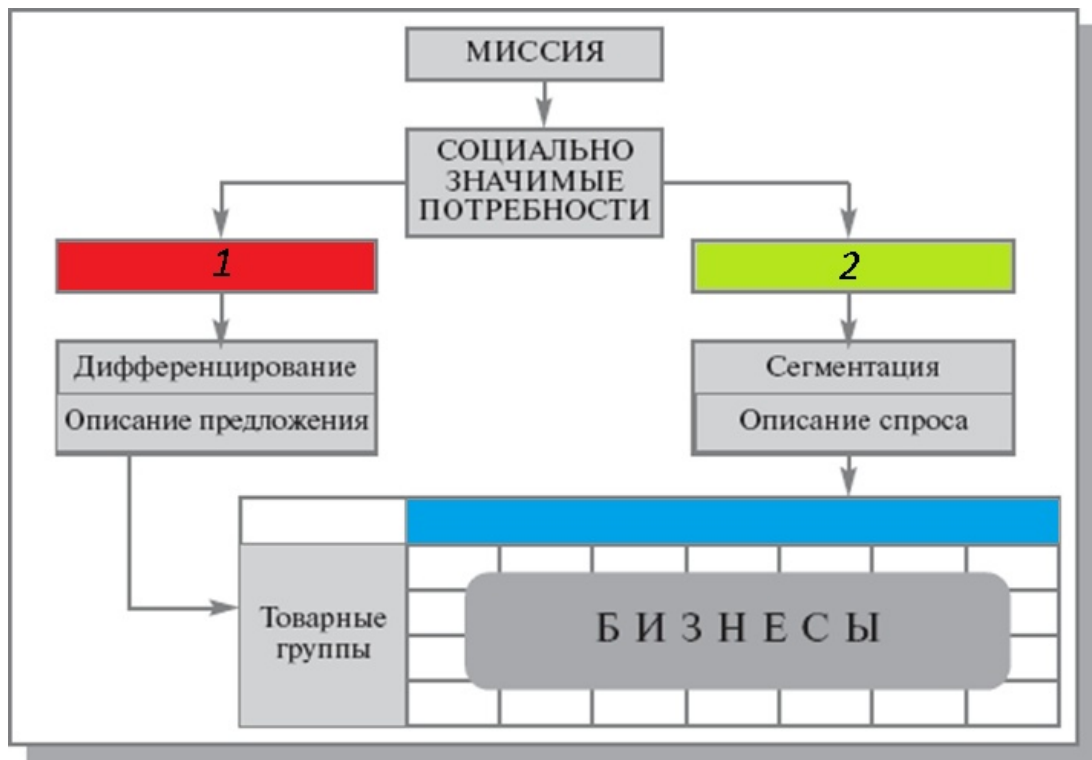 МИССИЯ
СОЦИАЛЬНО
ЗНАЧИМЫЕ
ПОТРЕБНОСТИ
1
2
Дифференцирование
Описание предложения
Сегментация
Описание спроса
Товарные
группы
БИЗНЕСЫ